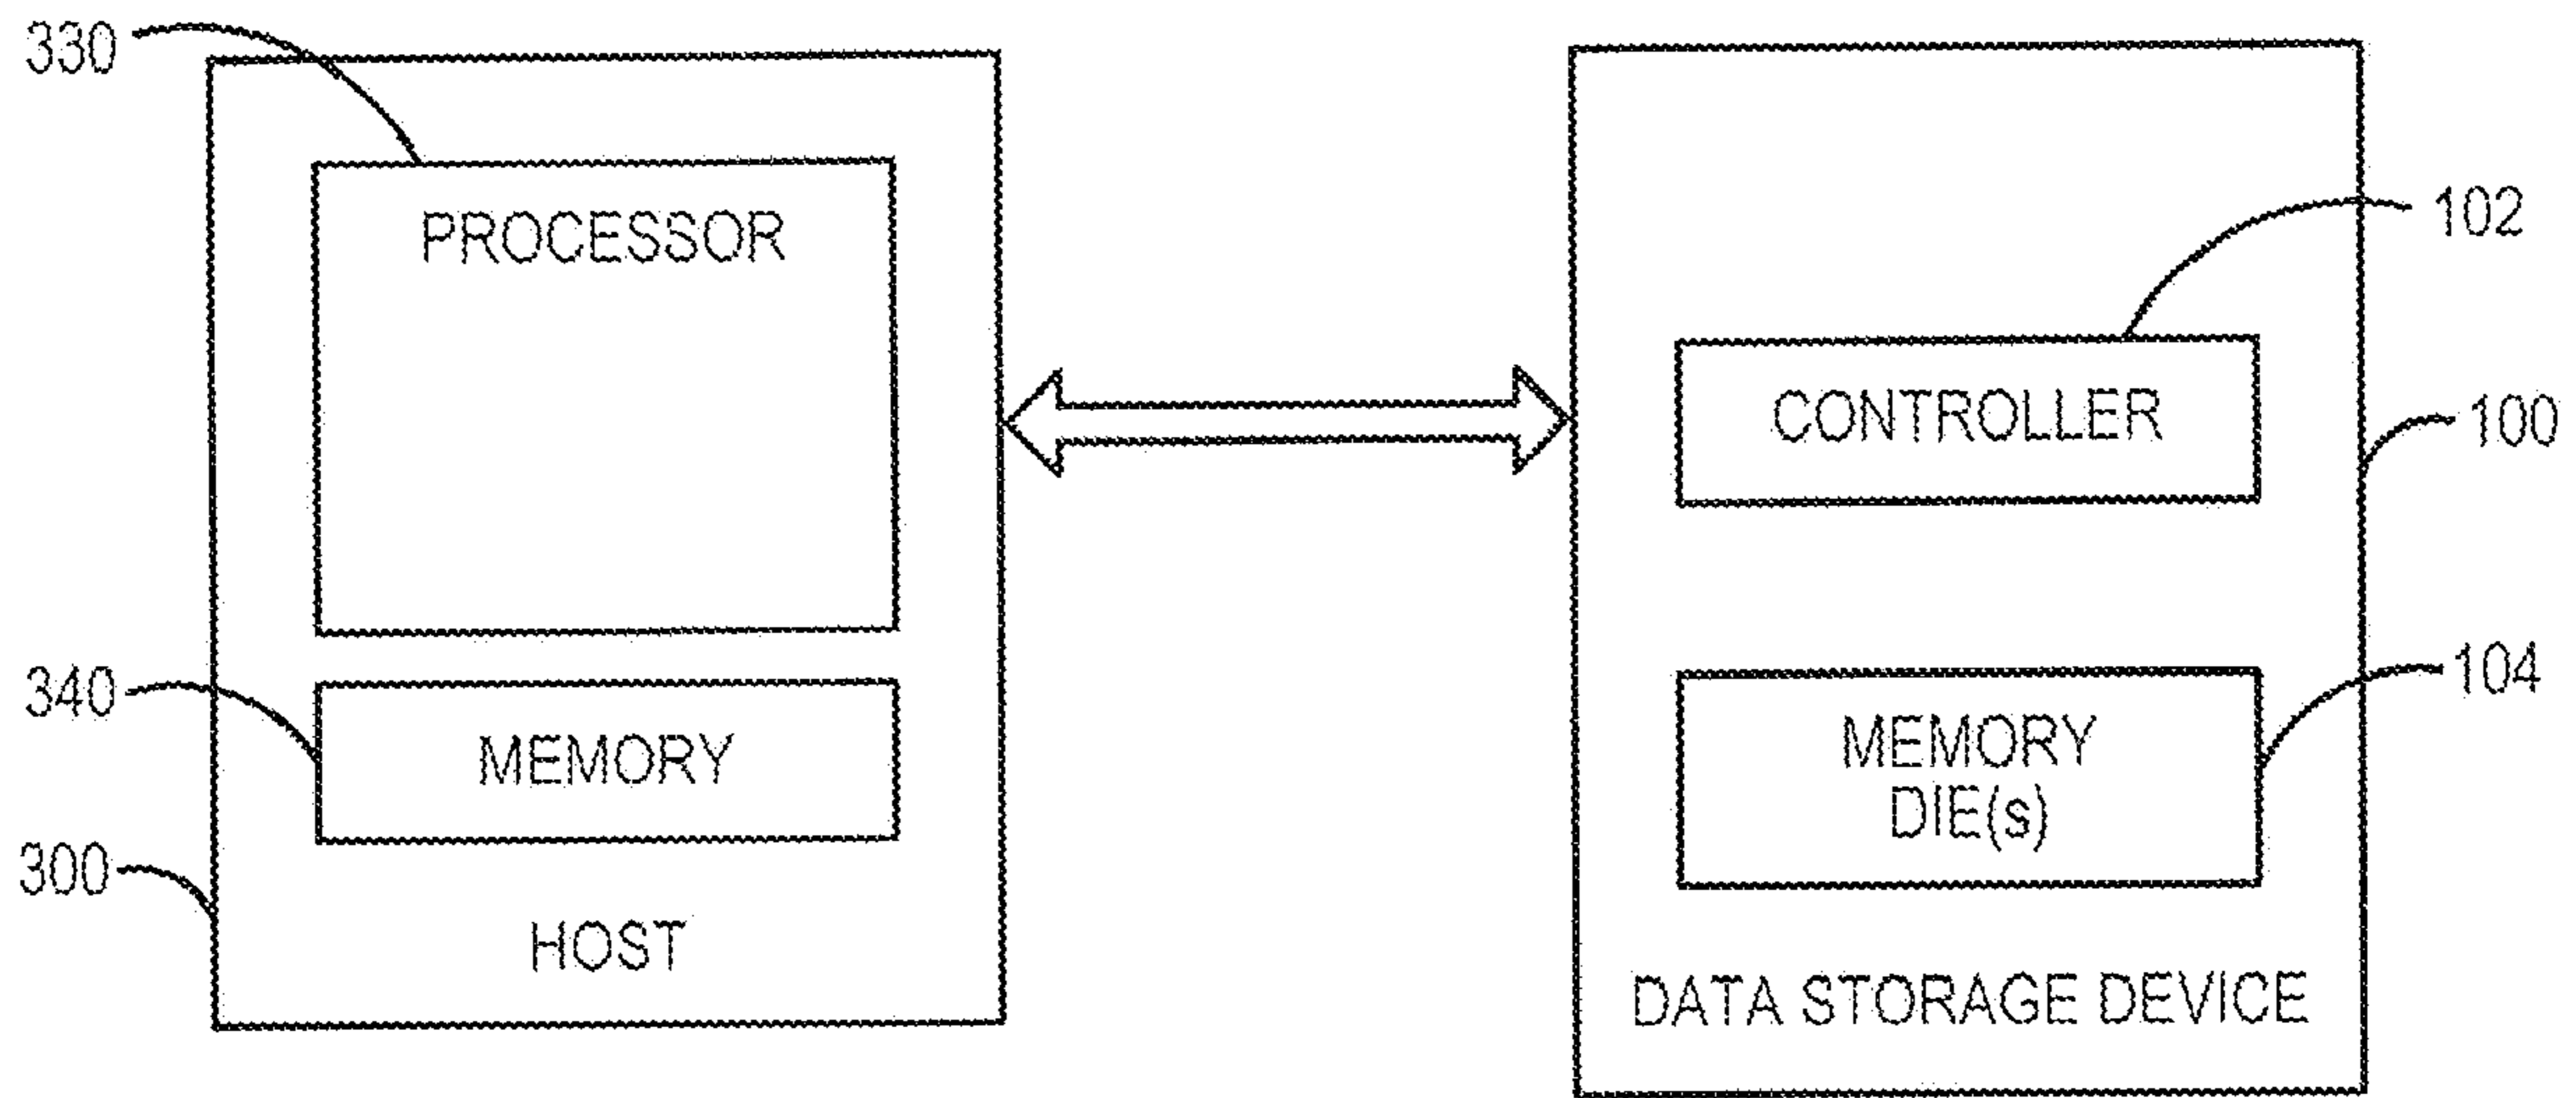 330
PROCESSOR
340
MEMORY
300
HOST
102
CONTROLLER
100
104
MEMORY
DIE(s)
DATA STORAGE DEVICE